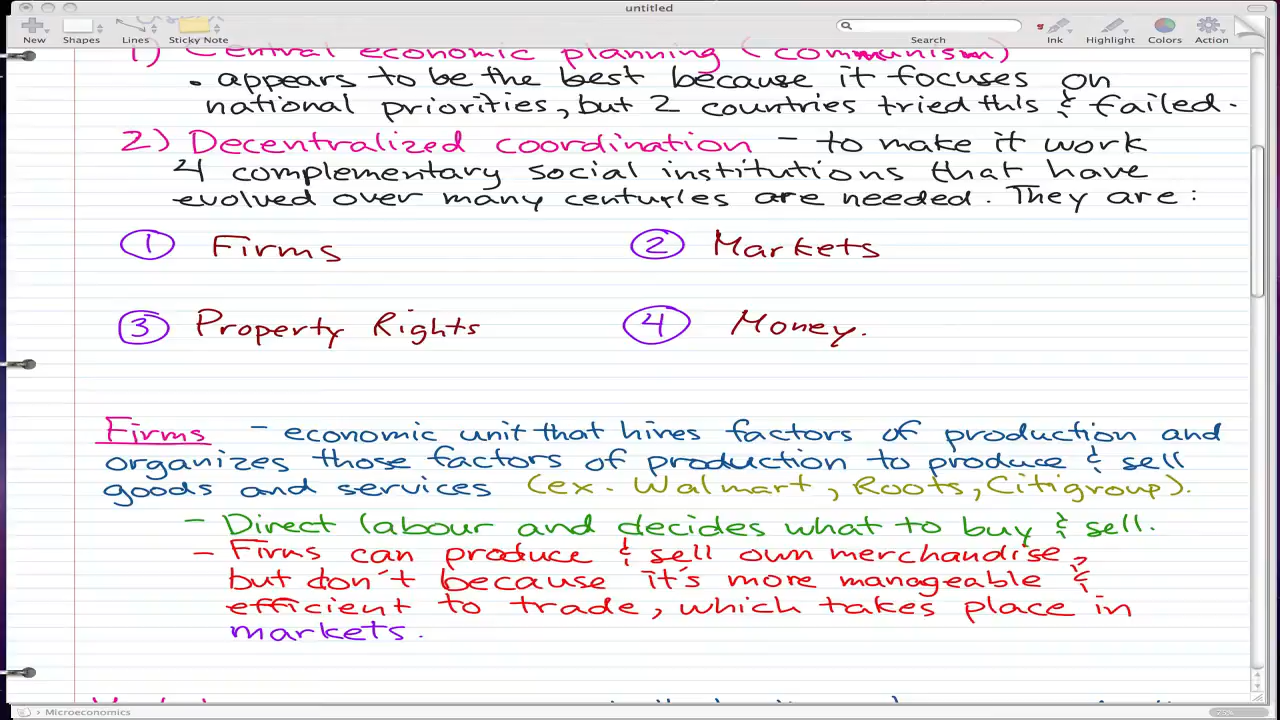 untitled
New Shapes Lines Sticky Note Search Ink Highlight Colors Action
1) Central economic planning (communism)
• appears to be the best because it focuses on
national priorities, but 2 countries tried this & failed.
2) Decentralized coordination - to make it work
4 complementary social institutions that have
evolved over many centuries are needed. They are:
1 Firms 2 Markets
3 Property Rights 4 Money.
Firms - economic unit that hires factors of production and
organizes those factors of production to produce & sell
goods and services (ex. Walmart, Roots, Citigroup).
- Direct labour and decides what to buy & sell.
- Firms can produce & sell own merchandise,
but don't because it's more manageable &
efficient to trade, which takes place in
markets.
Microeconomics